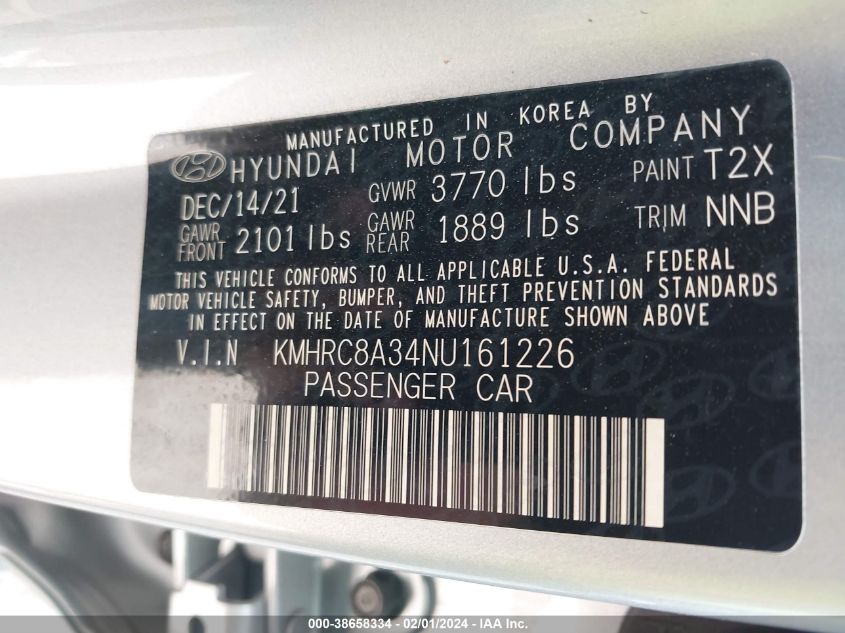 MANUFACTURED IN KOREA BY
HYUNDAI MOTOR COMPANY
DEC/14/21 GVWR 3770 lbs PAINT T2X
GAWR FRONT 2101 lbs GAWR REAR 1889 lbs TRIM NNB
THIS VEHICLE CONFORMS TO ALL APPLICABLE U.S.A. FEDERAL
MOTOR VEHICLE SAFETY, BUMPER, AND THEFT PREVENTION STANDARDS
IN EFFECT ON THE DATE OF MANUFACTURE SHOWN ABOVE
V.I.N KMHRC8A34NU161226
PASSENGER CAR
000-38658334 - 02/01/2024 - IAA Inc.